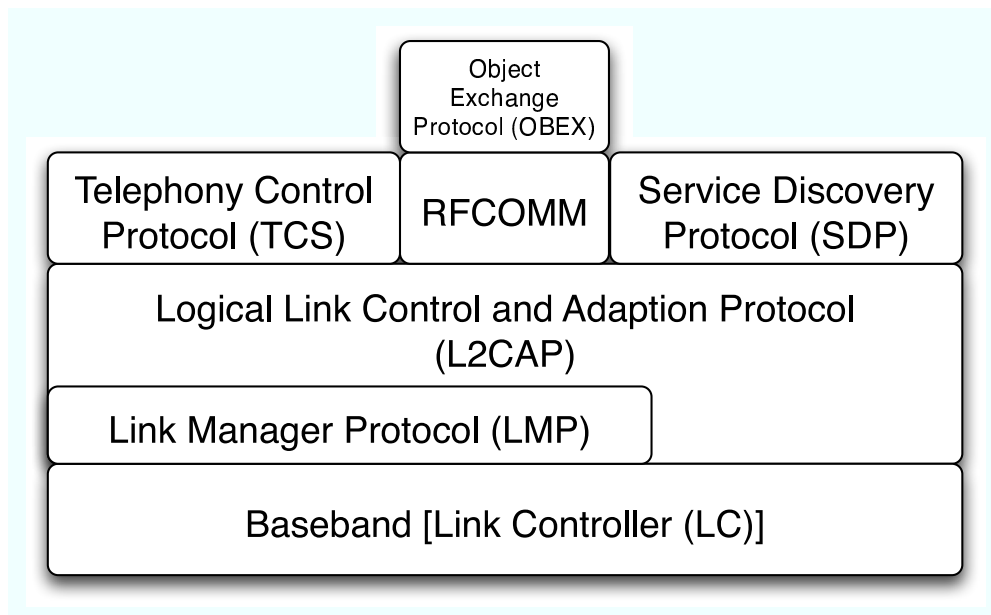 Object
Exchange
Protocol (OBEX)
Telephony Control
Protocol (TCS)
RFCOMM
Service Discovery
Protocol (SDP)
Logical Link Control and Adaption Protocol
(L2CAP)
Link Manager Protocol (LMP)
Baseband [Link Controller (LC)]